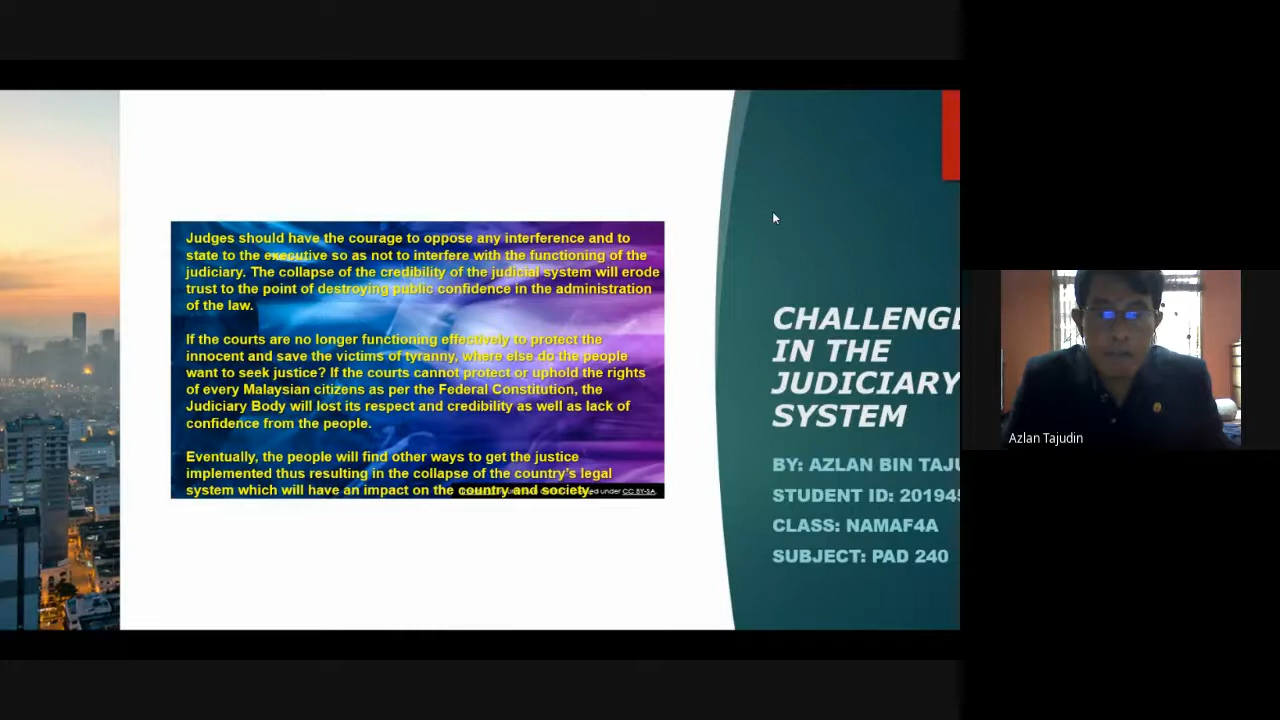 Judges should have the courage to oppose any interference and to
state to the executive so as not to interfere with the functioning of the
judiciary. The collapse of the credibility of the judicial system will erode
trust to the point of destroying public confidence in the administration
of the law.
If the courts are no longer functioning effectively to protect the
innocent and save the victims of tyranny, where else do the people
want to seek justice? If the courts cannot protect or uphold the rights
of every Malaysian citizens as per the Federal Constitution, the
Judiciary Body will lost its respect and credibility as well as lack of
confidence from the people.
Eventually, the people will find other ways to get the justice
implemented thus resulting in the collapse of the country's legal
system which will have an impact on the country and society.
under CC BY-SA.
CHALLENGE
IN THE
JUDICIARY
SYSTEM
BY: AZLAN BIN TAJU
STUDENT ID: 201945
CLASS: NAMAF4A
SUBJECT: PAD 240
Azlan Tajudin